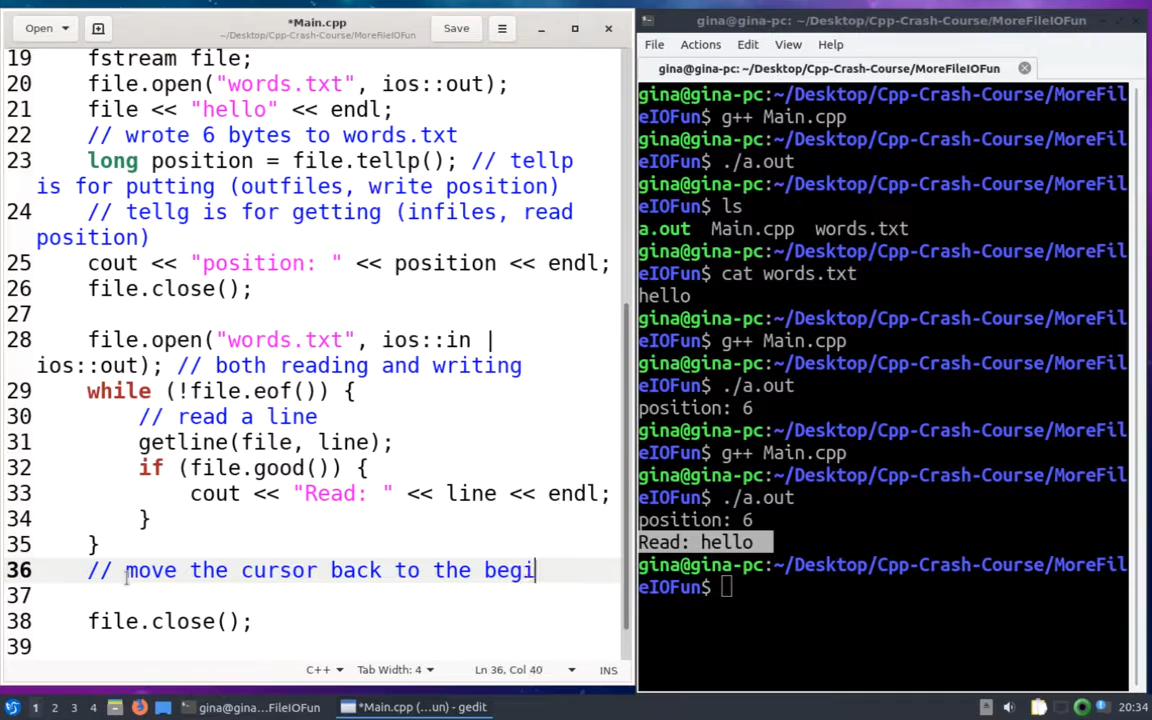 Open
*Main.cpp
~/Desktop/Cpp-Crash-Course/MoreFileIOFun
Save
19 fstream file;
20 file.open("words.txt", ios::out);
21 file << "hello" << endl;
22 // wrote 6 bytes to words.txt
23 long position = file.tellp(); // tellp
is for putting (outfiles, write position)
24 // tellg is for getting (infiles, read
position)
25 cout << "position: " << position << endl;
26 file.close();
27
28 file.open("words.txt", ios::in |
ios::out); // both reading and writing
29 while (!file.eof()) {
30 // read a line
31 getline(file, line);
32 if (file.good()) {
33 cout << "Read: " << line << endl;
34 }
35 }
36 // move the cursor back to the begi
37
38 file.close();
39
C++ Tab Width: 4 Ln 36, Col 40 INS
gina@gina-pc: ~/Desktop/Cpp-Crash-Course/MoreFileIOFun
File Actions Edit View Help
gina@gina-pc: ~/Desktop/Cpp-Crash-Course/MoreFileIOFun
gina@gina-pc:~/Desktop/Cpp-Crash-Course/MoreFil
eIOFun$ g++ Main.cpp
gina@gina-pc:~/Desktop/Cpp-Crash-Course/MoreFil
eIOFun$ ./a.out
gina@gina-pc:~/Desktop/Cpp-Crash-Course/MoreFil
eIOFun$ ls
a.out Main.cpp words.txt
gina@gina-pc:~/Desktop/Cpp-Crash-Course/MoreFil
eIOFun$ cat words.txt
hello
gina@gina-pc:~/Desktop/Cpp-Crash-Course/MoreFil
eIOFun$ g++ Main.cpp
gina@gina-pc:~/Desktop/Cpp-Crash-Course/MoreFil
eIOFun$ ./a.out
position: 6
gina@gina-pc:~/Desktop/Cpp-Crash-Course/MoreFil
eIOFun$ g++ Main.cpp
gina@gina-pc:~/Desktop/Cpp-Crash-Course/MoreFil
eIOFun$ ./a.out
position: 6
Read: hello
gina@gina-pc:~/Desktop/Cpp-Crash-Course/MoreFil
eIOFun$
1 2 3 4 gina@gina: ~...FileIOFun *Main.cpp (...un) - gedit 20:34